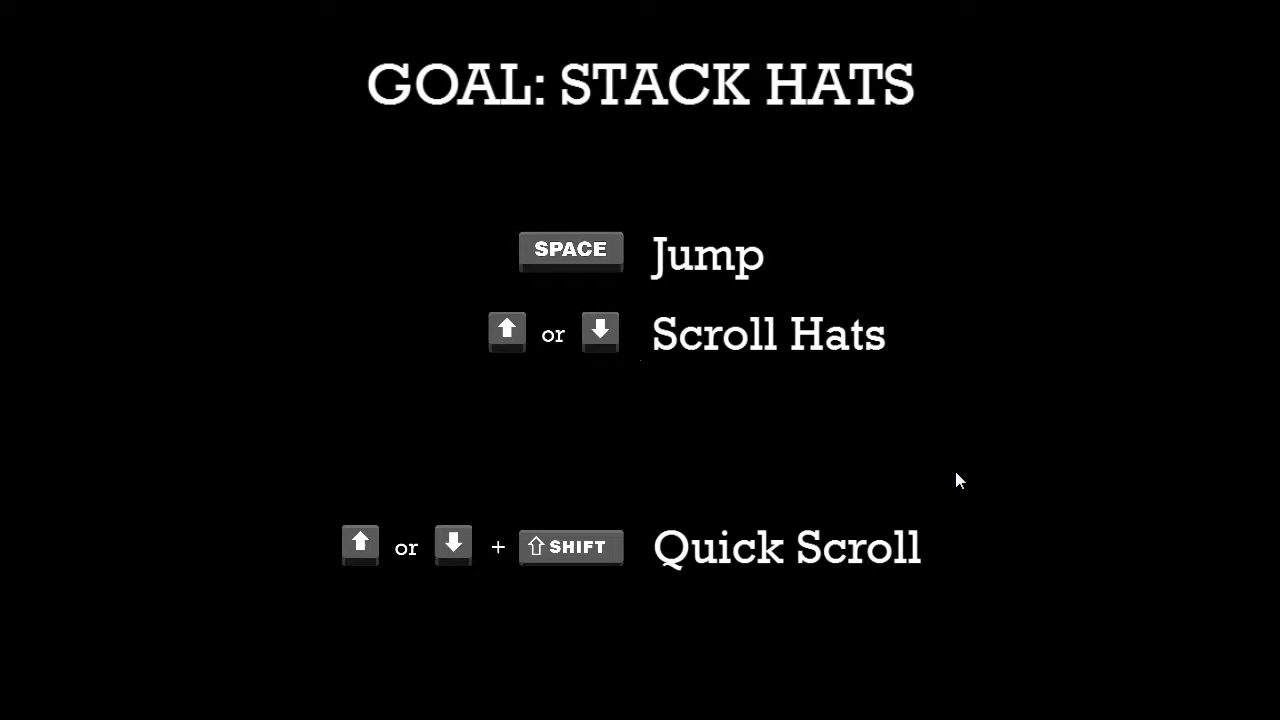 GOAL: STACK HATS
SPACE Jump
or Scroll Hats
or + SHIFT Quick Scroll